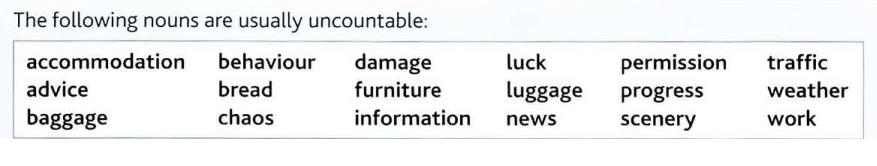 The following nouns are usually uncountable:
accommodation behaviour damage luck permission traffic
advice bread furniture luggage progress weather
baggage chaos information news scenery work